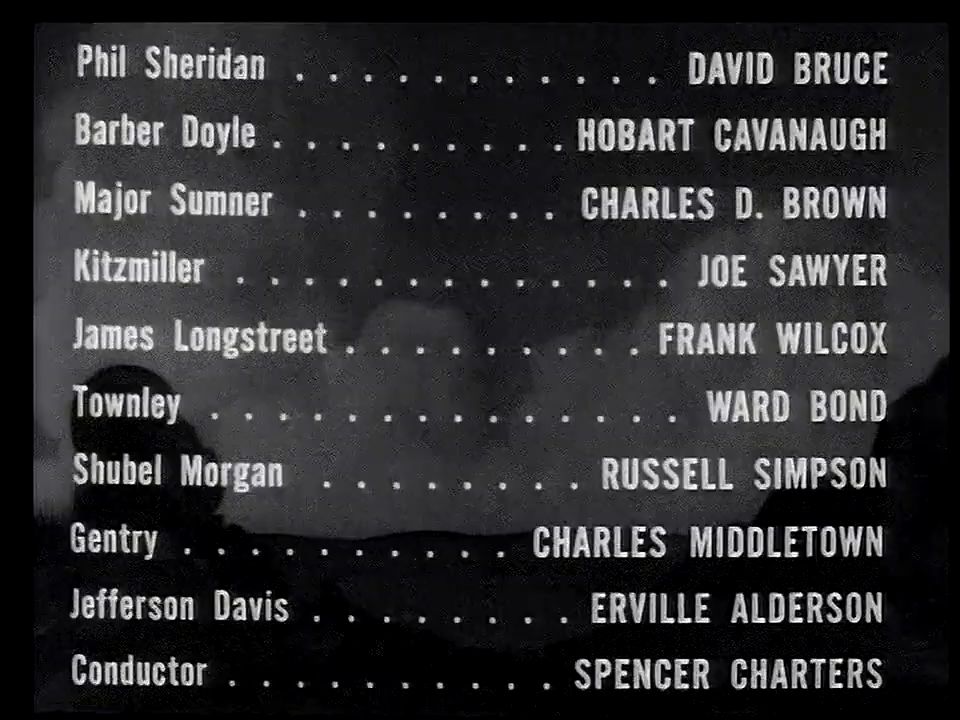 Phil Sheridan . . . . . . . . . . . DAVID BRUCE
Barber Doyle . . . . . . . . . HOBART CAVANAUGH
Major Sumner . . . . . . . . CHARLES D. BROWN
Kitzmiller . . . . . . . . . . . . . JOE SAWYER
James Longstreet . . . . . . . . . FRANK WILCOX
Townley . . . . . . . . . . . . . . WARD BOND
Shubel Morgan . . . . . . . . RUSSELL SIMPSON
Gentry . . . . . . . . . . CHARLES MIDDLETOWN
Jefferson Davis . . . . . . . . ERVILLE ALDERSON
Conductor . . . . . . . . . . SPENCER CHARTERS